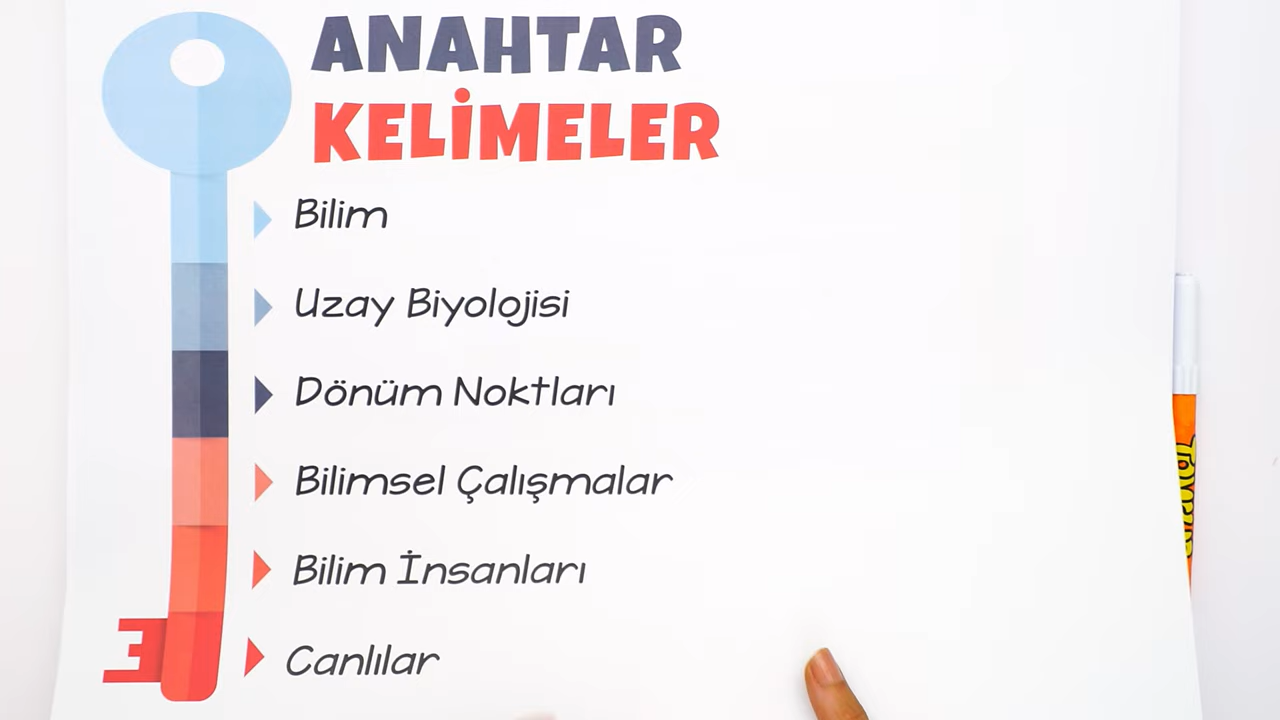 ANAHTAR
KELİMELER
Bilim
Uzay Biyolojisi
Dönüm Noktları
Bilimsel Çalışmalar
Bilim İnsanları
Canlılar